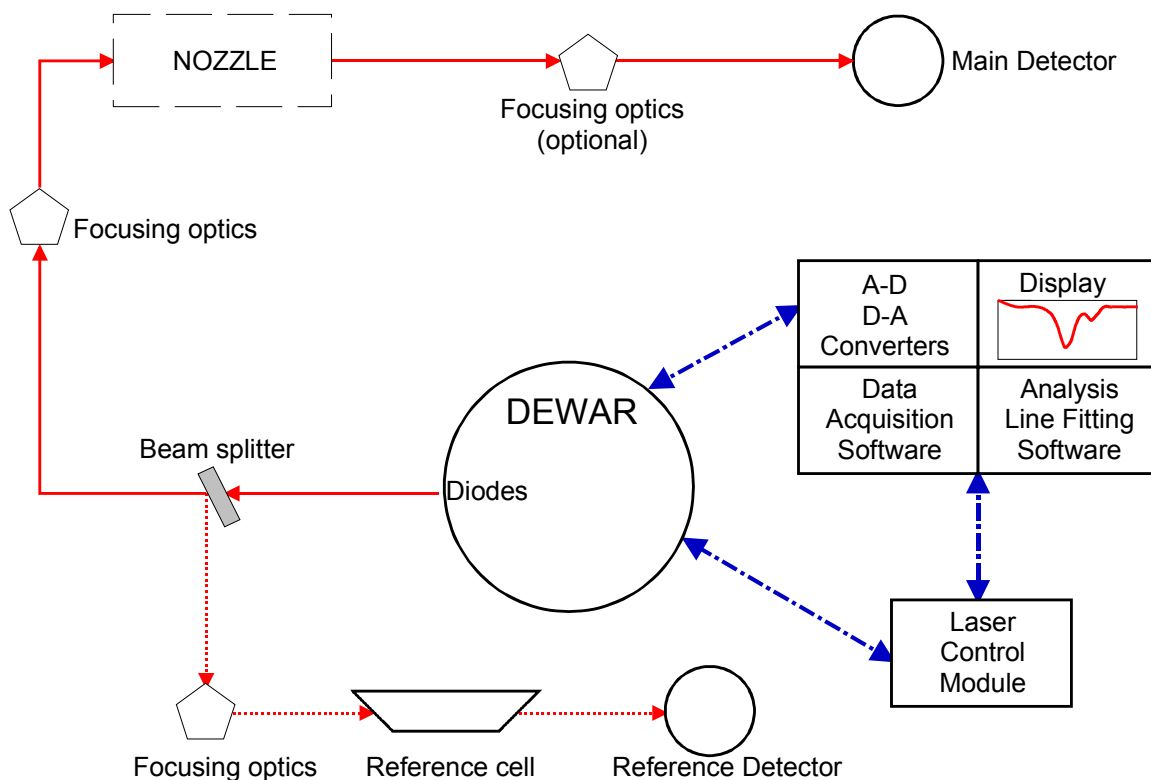 NOZZLE
Main Detector
Focusing optics
(optional)
Focusing optics
A-D
D-A
Converters
Display
Data
Acquisition
Software
Analysis
Line Fitting
Software
DEWAR
Beam splitter
Diodes
Laser
Control
Module
Focusing optics
Reference cell
Reference Detector